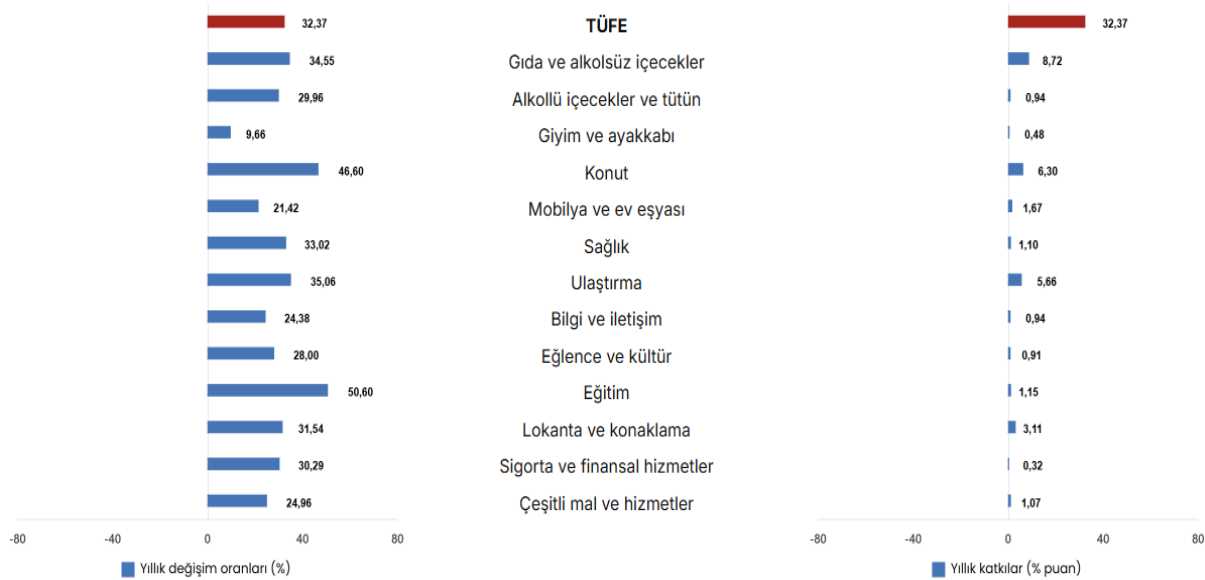 32,37 TÜFE 32,37
34,55 Gıda ve alkolsüz içecekler 8,72
29,96 Alkollü içecekler ve tütün 0,94
9,66 Giyim ve ayakkabı 0,48
46,60 Konut 6,30
21,42 Mobilya ve ev eşyası 1,67
33,02 Sağlık 1,10
35,06 Ulaştırma 5,66
24,38 Bilgi ve iletişim 0,94
28,00 Eğlence ve kültür 0,91
50,60 Eğitim 1,15
31,54 Lokanta ve konaklama 3,11
30,29 Sigorta ve finansal hizmetler 0,32
24,96 Çeşitli mal ve hizmetler 1,07
-80 -40 0 40 80 -80 -40 0 40 80
Yıllık değişim oranları (%) Yıllık katkılar (% puan)